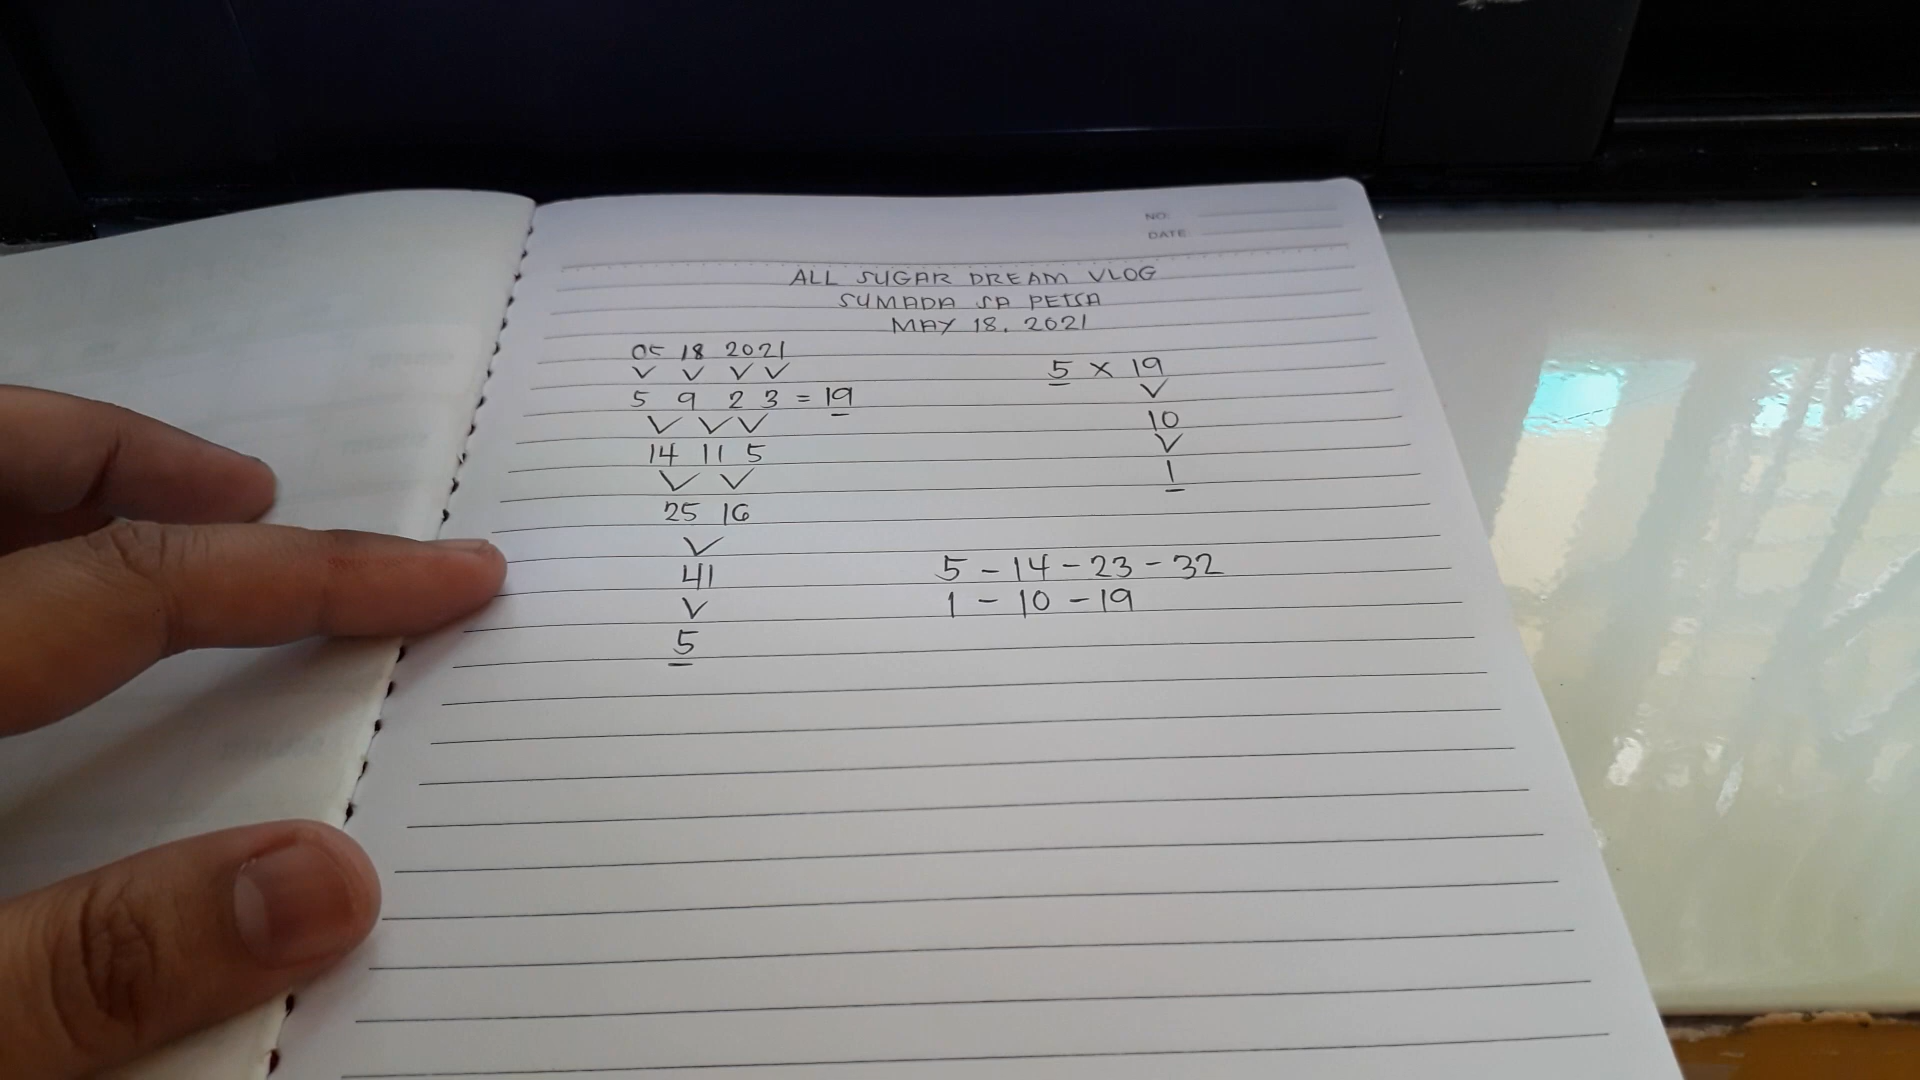 NO:
DATE:
ALL SUGAR DREAM VLOG
SUMADA SA PETSA
MAY 18, 2021
05 18 2021
5 9 2 3 = 19
14 11 5
25 16
41
5
5 x 19
10
1
5 - 14 - 23 - 32
1 - 10 - 19